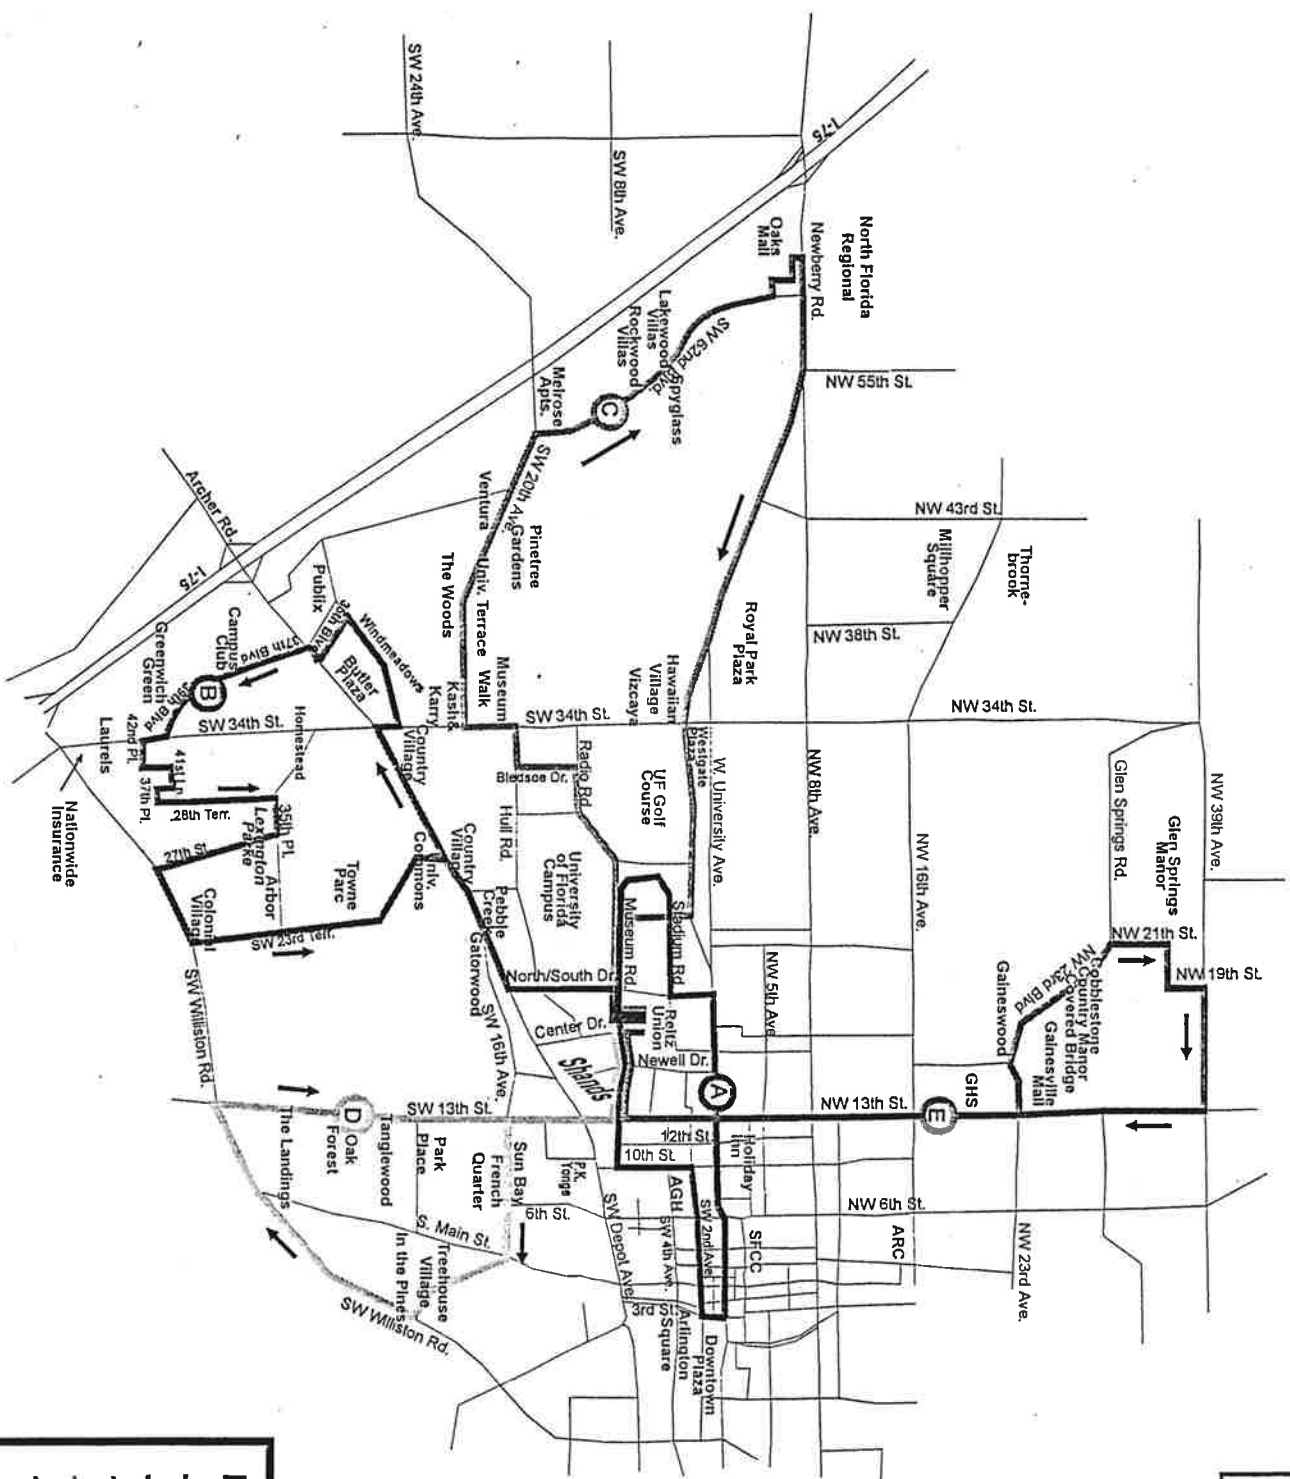 SW 24th Ave.
SW 8th Ave.
I-75
North Florida
Regional
Newberry Rd.
Oaks
Mall
SW 62nd Blvd.
NW 55th St.
Lakewood
Villas
Rockwood
Villas
Spyglass
C
Melrose
Apts.
SW 20th Ave.
Ventura
Pinetree
Gardens
Univ. Terrace
The Woods
Walk
Museum
Kash&
Karry
NW 43rd St.
Millhopper
Square
Thorne-
brook
NW 38th St.
Royal Park
Plaza
Hawaiian
Village
Vizcaya
NW 34th St.
SW 34th St.
SW 34th St.
Westgate
Plaza
W. University Ave.
NW 8th Ave.
NW 16th Ave.
Glen Springs Rd.
Glen Springs
Manor
NW 39th Ave.
NW 21th St.
NW 19th St.
Archer Rd.
I-75
Publix
Windmeadows
Butler
Plaza
37th Blvd
Campus
Club
Greenwich
Green
39th Blvd
B
42nd Pl.
Laurels
41st Ln
37th Pl.
28th Terr.
Homestead
35th Pl.
Lexington
Parke
Arbor
27th St
Nationwide
Insurance
Towne
Parc
Colonial
Village
SW 23rd Terr.
Country
Village
Country
Village
Univ.
Commons
Bledsoe Dr.
Radio Rd.
Hull Rd.
UF Golf
Course
University
of Florida
Campus
Pebble
Creek
Gatorwood
Museum Rd.
Stadium Rd.
North/South Dr.
SW 16th Ave.
Center Dr.
Reitz
Union
Newell Dr.
Shands
NW 5th Ave
NW 23rd Blvd
Cobblestone
Country Manor
Covered Bridge
Gainesville
Mall
Gaineswood
GHS
SW Williston Rd.
A
E
D
NW 13th St.
SW 13th St.
The Landings
Oak
Forest
Tanglewood
Park
Place
French
Quarter
Sun Bay
P.K.
Yonge
12th St.
10th St.
Holiday
Inn
AGH
6th St.
NW 6th St.
S. Main St.
SW Depot Ave.
SW 4th Ave.
SW 2nd Ave.
SFCC
ARC
NW 23rd Ave.
Treehouse
Village
In the Pines
SW Williston Rd.
3rd St.
Arlington
Square
Downtown
Plaza